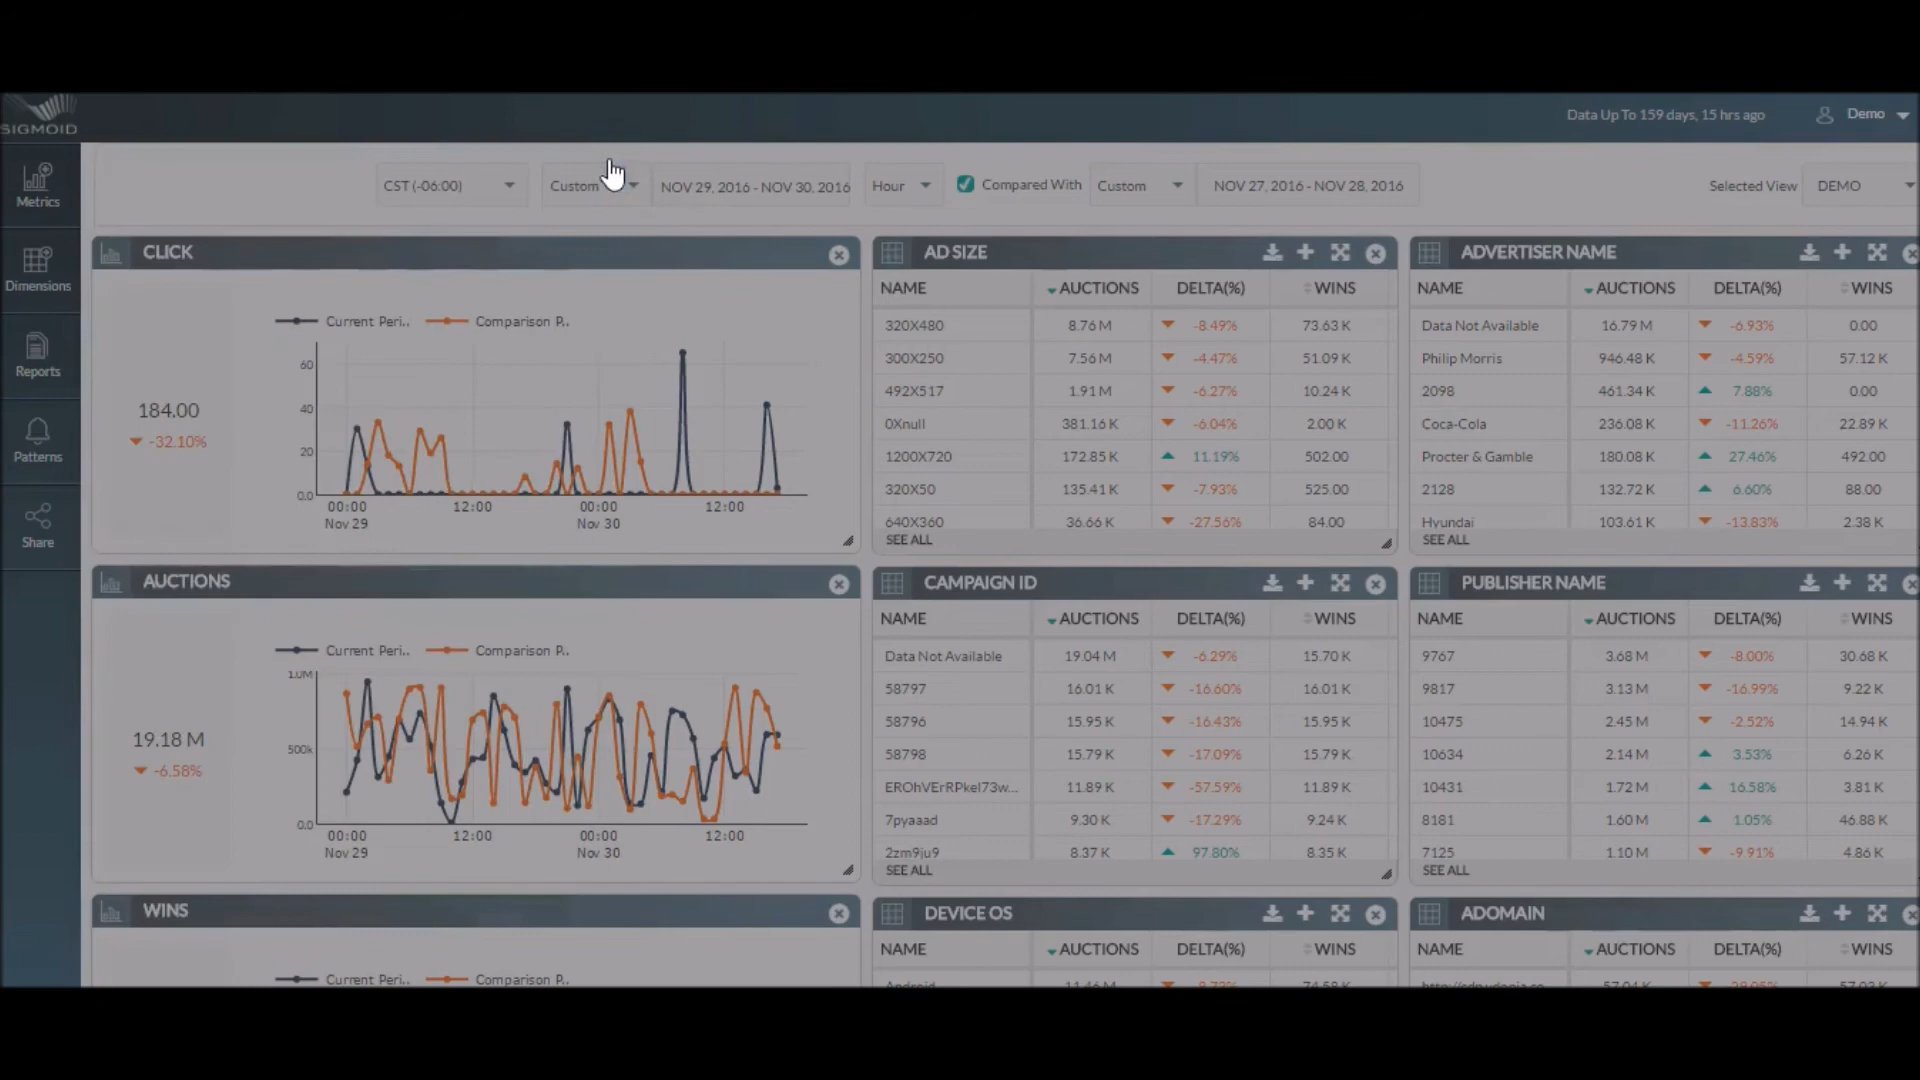 SIGMOID
Data Up To 159 days, 15 hrs ago
Demo
Metrics
Dimensions
Reports
Patterns
Share
CST (-06:00)
Custom
NOV 29, 2016 - NOV 30, 2016
Hour
Compared With
Custom
NOV 27, 2016 - NOV 28, 2016
Selected View
DEMO
CLICK
184.00
-32.10%
Current Peri..
Comparison P..
60
40
20
0.0
00:00 12:00 00:00 12:00
Nov 29 Nov 30
AD SIZE
NAME AUCTIONS DELTA(%) WINS
320X480 8.76 M -8.49% 73.63 K
300X250 7.56 M -4.47% 51.09 K
492X517 1.91 M -6.27% 10.24 K
0Xnull 381.16 K -6.04% 2.00 K
1200X720 172.85 K 11.19% 502.00
320X50 135.41 K -7.93% 525.00
640X360 36.66 K -27.56% 84.00
SEE ALL
ADVERTISER NAME
NAME AUCTIONS DELTA(%) WINS
Data Not Available 16.79 M -6.93% 0.00
Philip Morris 946.48 K -4.59% 57.12 K
2098 461.34 K 7.88% 0.00
Coca-Cola 236.08 K -11.26% 22.89 K
Procter & Gamble 180.08 K 27.46% 492.00
2128 132.72 K 6.60% 88.00
Hyundai 103.61 K -13.83% 2.38 K
SEE ALL
AUCTIONS
19.18 M
-6.58%
Current Peri..
Comparison P..
1.0M
500k
0.0
00:00 12:00 00:00 12:00
Nov 29 Nov 30
CAMPAIGN ID
NAME AUCTIONS DELTA(%) WINS
Data Not Available 19.04 M -6.29% 15.70 K
58797 16.01 K -16.60% 16.01 K
58796 15.95 K -16.43% 15.95 K
58798 15.79 K -17.09% 15.79 K
EROhVErRPkel73w... 11.89 K -57.59% 11.89 K
7pyaaad 9.30 K -17.29% 9.24 K
2zm9ju9 8.37 K 97.80% 8.35 K
SEE ALL
PUBLISHER NAME
NAME AUCTIONS DELTA(%) WINS
9767 3.68 M -8.00% 30.68 K
9817 3.13 M -16.99% 9.22 K
10475 2.45 M -2.52% 14.94 K
10634 2.14 M 3.53% 6.26 K
10431 1.72 M 16.58% 3.81 K
8181 1.60 M 1.05% 46.88 K
7125 1.10 M -9.91% 4.86 K
SEE ALL
WINS
Current Peri..
Comparison P..
DEVICE OS
NAME AUCTIONS DELTA(%) WINS
Android
ADOMAIN
NAME AUCTIONS DELTA(%) WINS